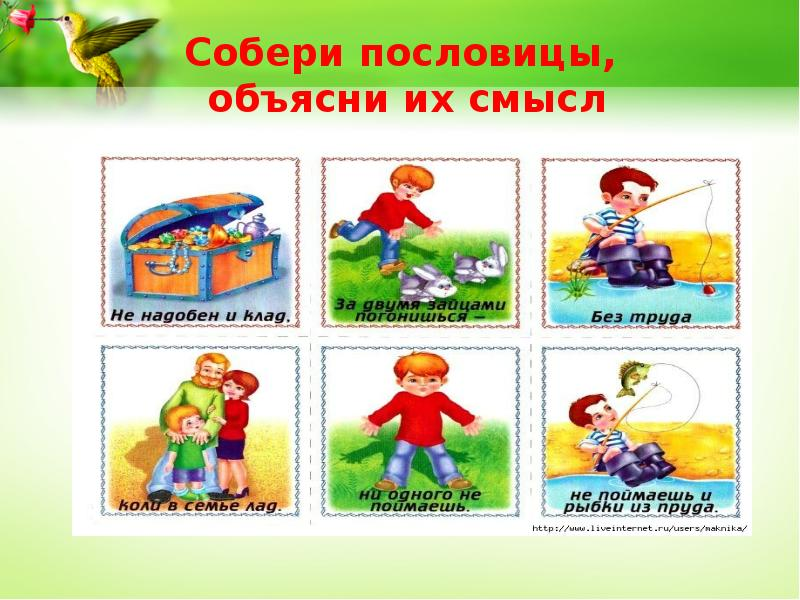 Собери пословицы,
объясни их смысл
Не надобен и клад.
За двумя зайцами
погонишься –
Без труда
коли в семье лад.
ни одного не
поймаешь.
не поймаешь и
рыбки из пруда.
http://www.liveinternet.ru/users/maknika/